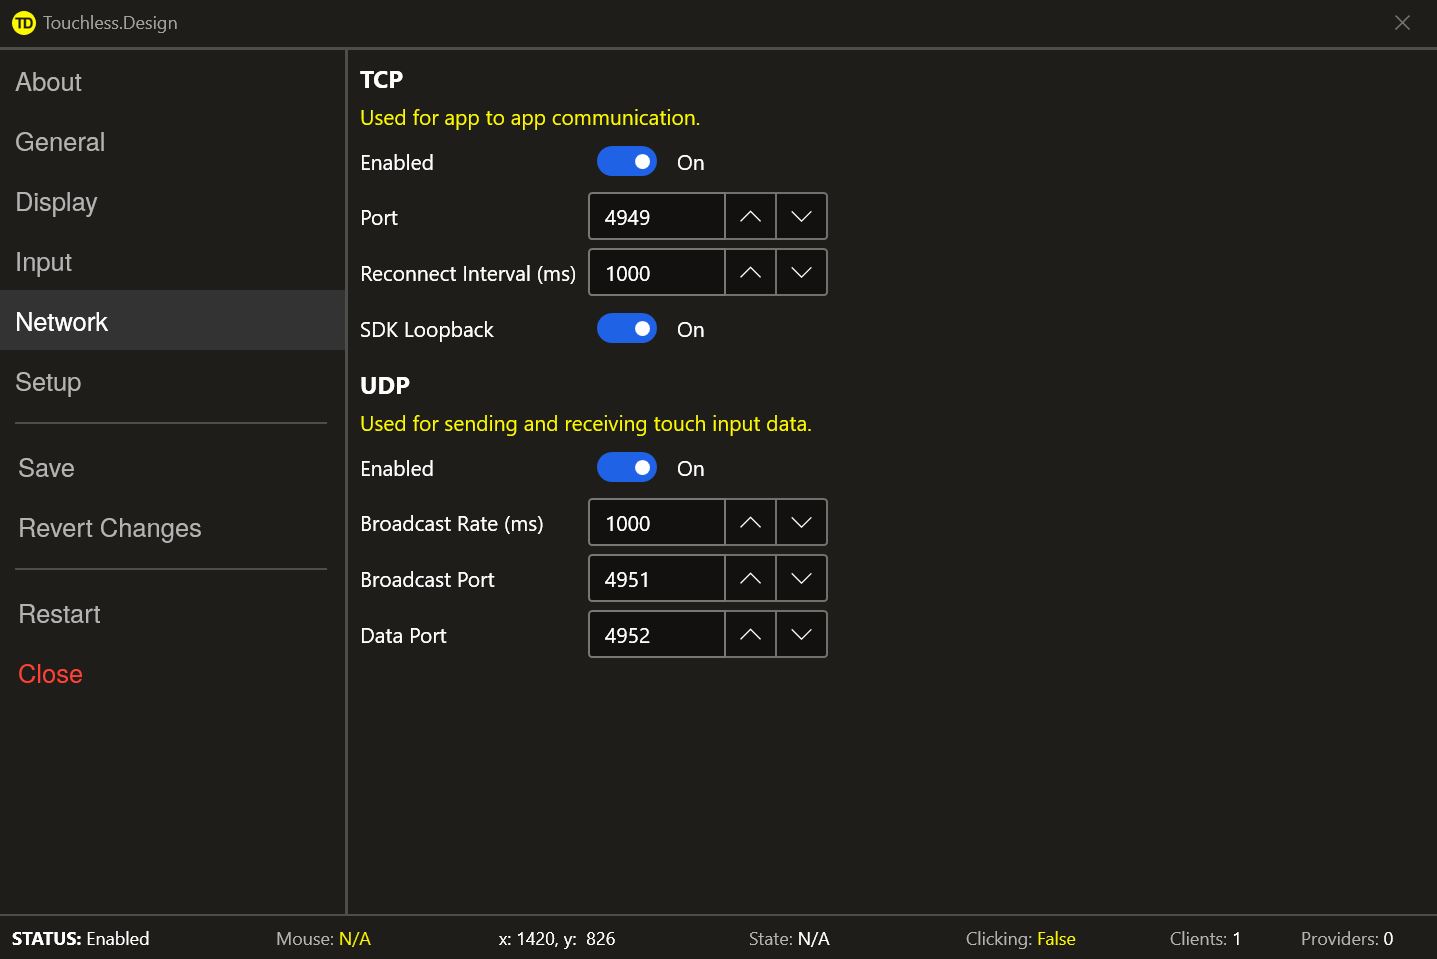 TD Touchless.Design
About
General
Display
Input
Network
Setup
Save
Revert Changes
Restart
Close
TCP
Used for app to app communication.
Enabled On
Port 4949
Reconnect Interval (ms) 1000
SDK Loopback On
UDP
Used for sending and receiving touch input data.
Enabled On
Broadcast Rate (ms) 1000
Broadcast Port 4951
Data Port 4952
STATUS: Enabled Mouse: N/A x: 1420, y: 826 State: N/A Clicking: False Clients: 1 Providers: 0